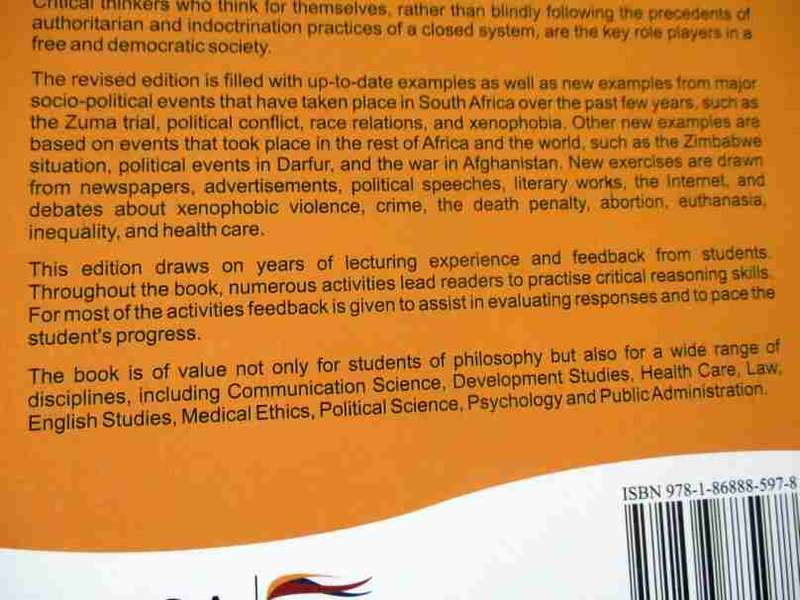 Critical thinkers who think for themselves, rather than blindly following the precedents of
authoritarian and indoctrination practices of a closed system, are the key role players in a
free and democratic society.
The revised edition is filled with up-to-date examples as well as new examples from major
socio-political events that have taken place in South Africa over the past few years, such as
the Zuma trial, political conflict, race relations, and xenophobia. Other new examples are
based on events that took place in the rest of Africa and the world, such as the Zimbabwe
situation, political events in Darfur, and the war in Afghanistan. New exercises are drawn
from newspapers, advertisements, political speeches, literary works, the Internet, and
debates about xenophobic violence, crime, the death penalty, abortion, euthanasia,
inequality, and health care.
This edition draws on years of lecturing experience and feedback from students.
Throughout the book, numerous activities lead readers to practise critical reasoning skills.
For most of the activities feedback is given to assist in evaluating responses and to pace the
student's progress.
The book is of value not only for students of philosophy but also for a wide range of
disciplines, including Communication Science, Development Studies, Health Care, Law,
English Studies, Medical Ethics, Political Science, Psychology and Public Administration.
ISBN 978-1-86888-597-8